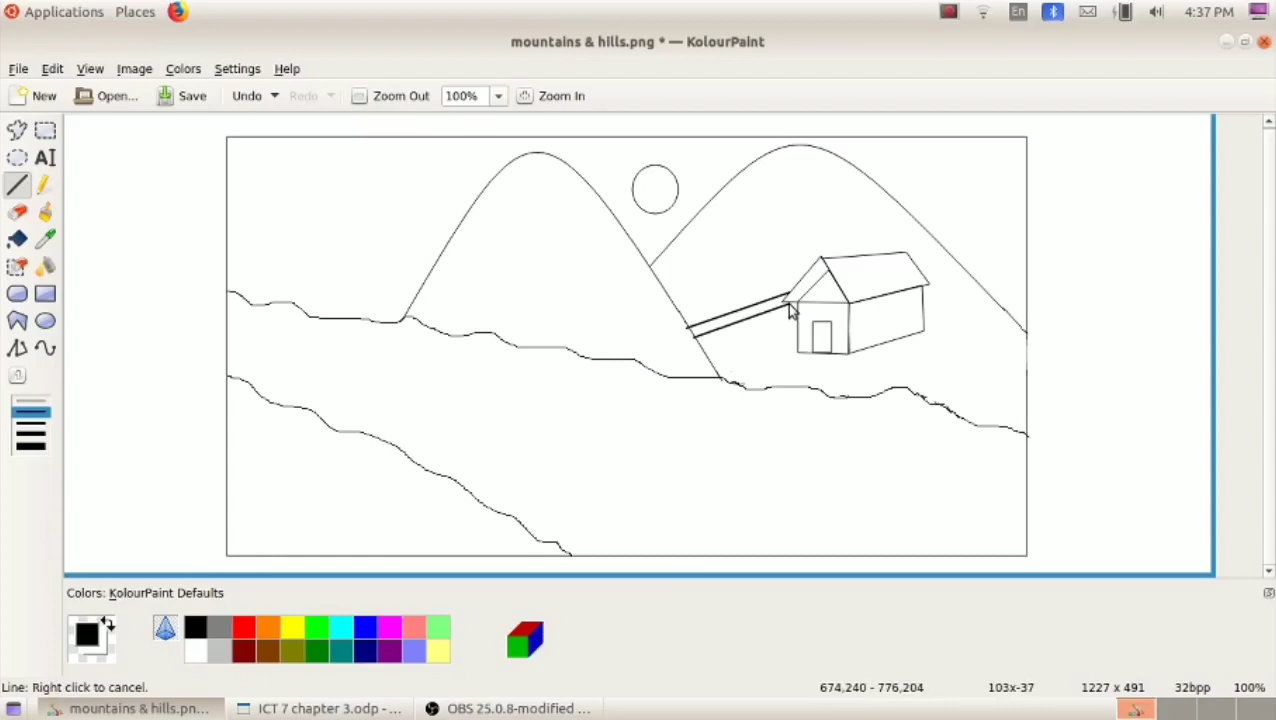 Applications Places En 4:37 PM
mountains & hills.png * — KolourPaint
File Edit View Image Colors Settings Help
New Open... Save Undo Redo Zoom Out 100% Zoom In
Colors: KolourPaint Defaults
Line: Right click to cancel. 674,240 - 776,204 103x-37 1227 x 491 32bpp 100%
mountains & hills.pn... ICT 7 chapter 3.odp - ... OBS 25.0.8-modified ...